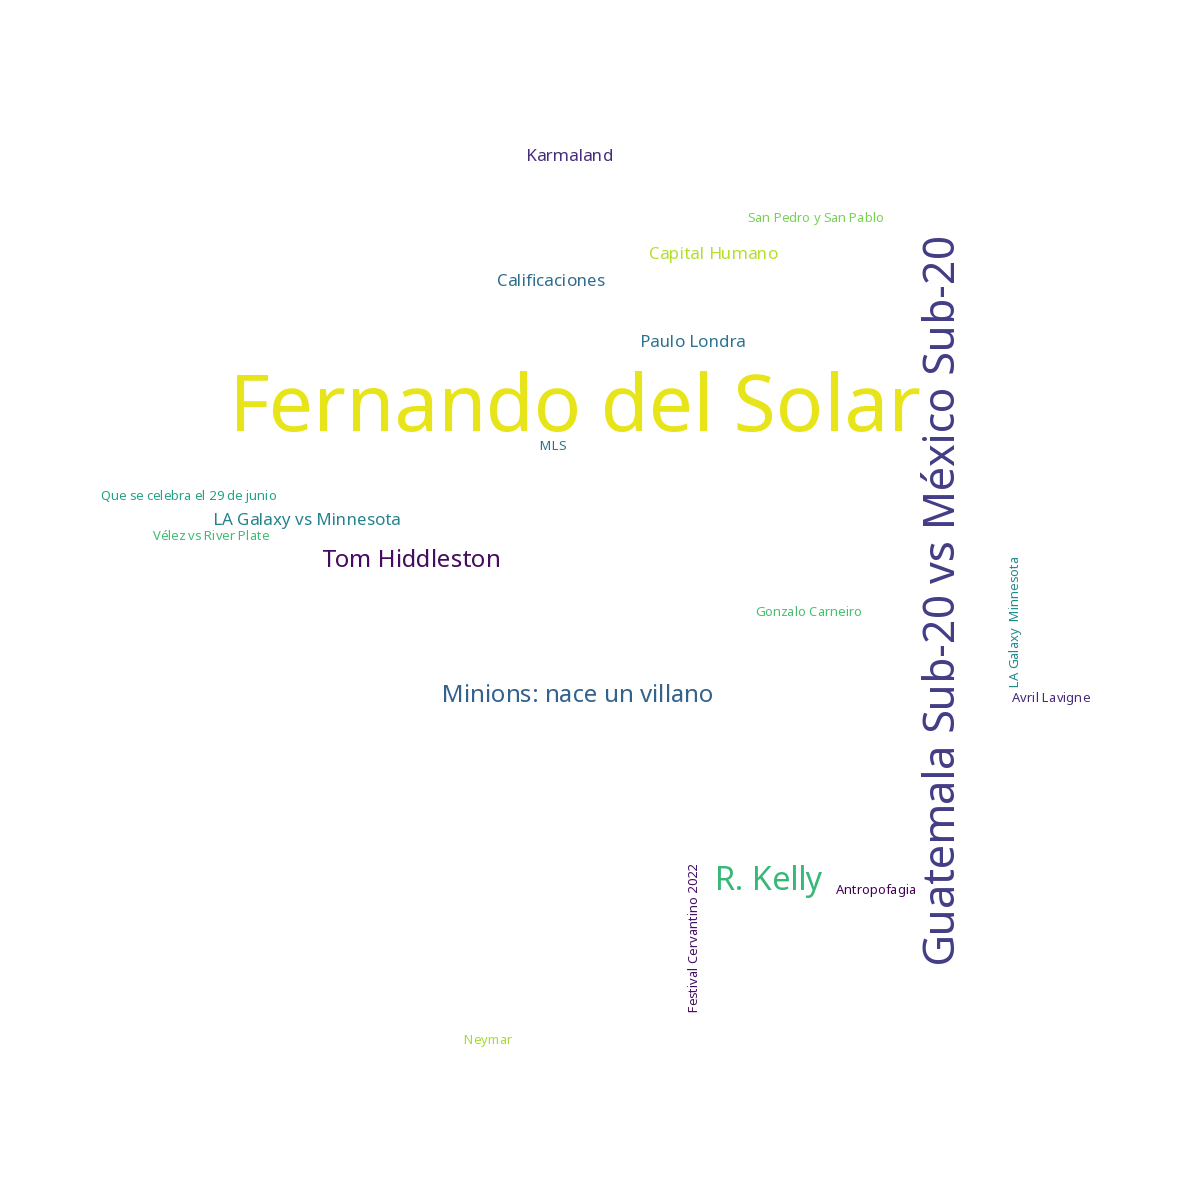 Karmaland
San Pedro y San Pablo
Capital Humano
Calificaciones
Paulo Londra
Fernando del Solar
MLS
Guatemala Sub-20 vs México Sub-20
Que se celebra el 29 de junio
LA Galaxy vs Minnesota
Vélez vs River Plate
Tom Hiddleston
LA Galaxy Minnesota
Gonzalo Carneiro
Minions: nace un villano
Avril Lavigne
R. Kelly
Antropofagia
Festival Cervantino 2022
Neymar